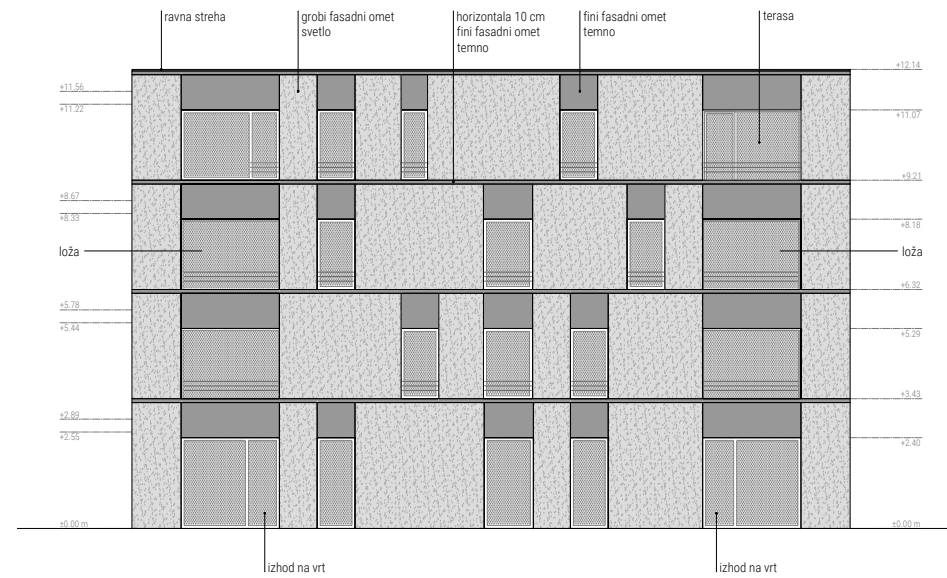 ravna streha
grobi fasadni omet
svetlo
horizontala 10 cm
fini fasadni omet
temno
fini fasadni omet
temno
terasa
+12.14
+11.56
+11.22
+11.07
+9.21
+8.67
+8.33
+8.18
loža
loža
+6.32
+5.78
+5.44
+5.29
+3.43
+2.89
+2.55
+2.40
±0.00 m
±0.00 m
izhod na vrt
izhod na vrt